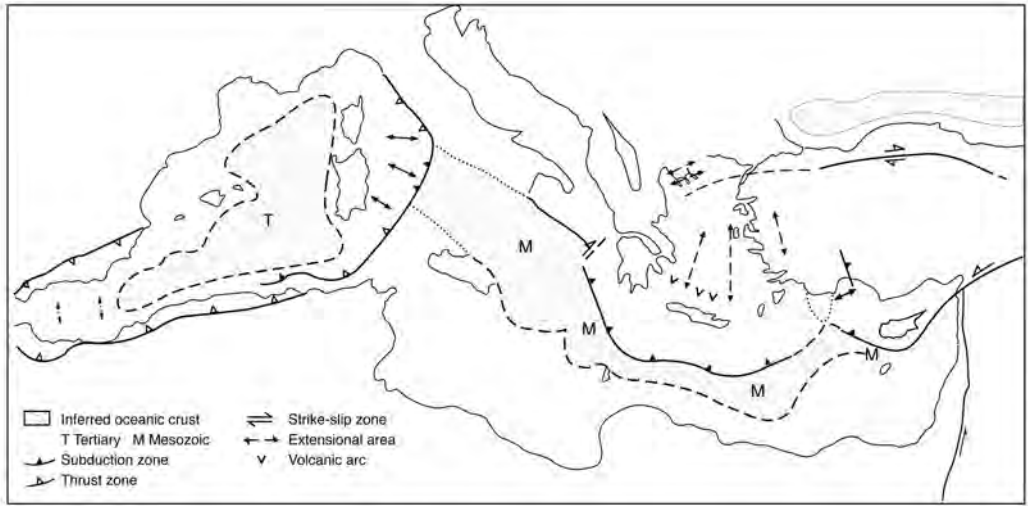 T
M
M
M
M
Inferred oceanic crust
T Tertiary M Mesozoic
Subduction zone
Thrust zone
Strike-slip zone
Extensional area
Volcanic arc